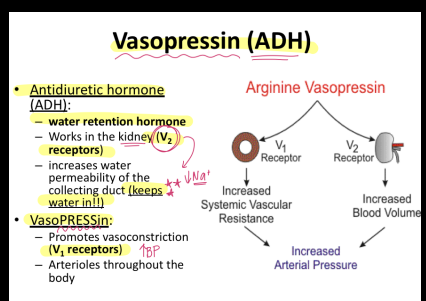 Vasopressin (ADH)
• Antidiuretic hormone
(ADH):
– water retention hormone
– Works in the kidney (V2
receptors)
– increases water
permeability of the
collecting duct (keeps
water in!!)
↓Na+
• VasoPRESSin:
– Promotes vasoconstriction
(V1 receptors) ↑BP
– Arterioles throughout the
body
Arginine Vasopressin
V1
Receptor
V2
Receptor
Increased
Systemic Vascular
Resistance
Increased
Blood Volume
Increased
Arterial Pressure